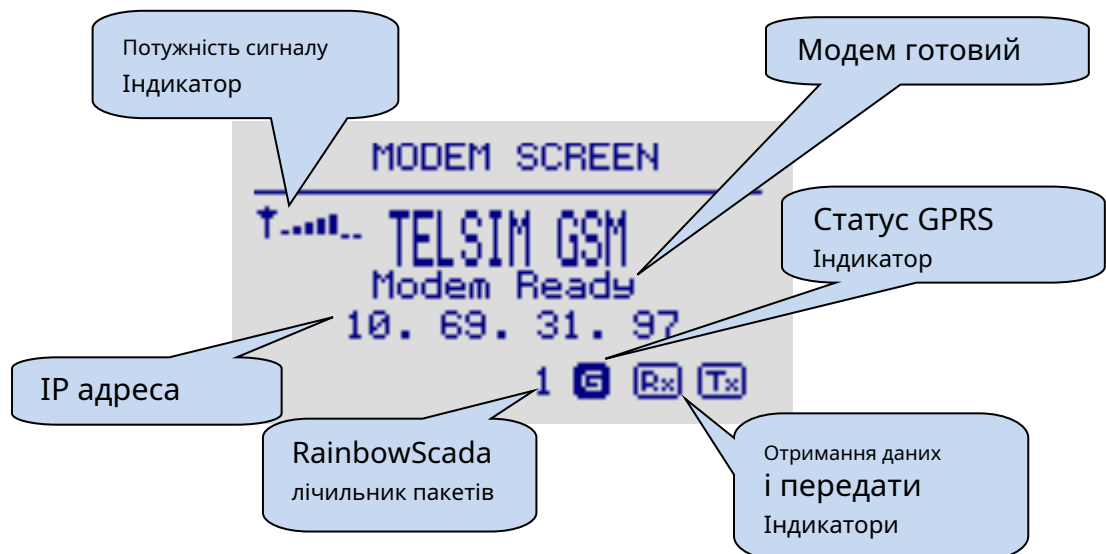 Потужність сигналу
Індикатор
Модем готовий
MODEM SCREEN
TELSIM GSM
Modem Ready
10. 69. 31. 97
1 G Rx Tx
Статус GPRS
Індикатор
IP адреса
RainbowScada
лічильник пакетів
Отримання даних
і передати
Індикатори